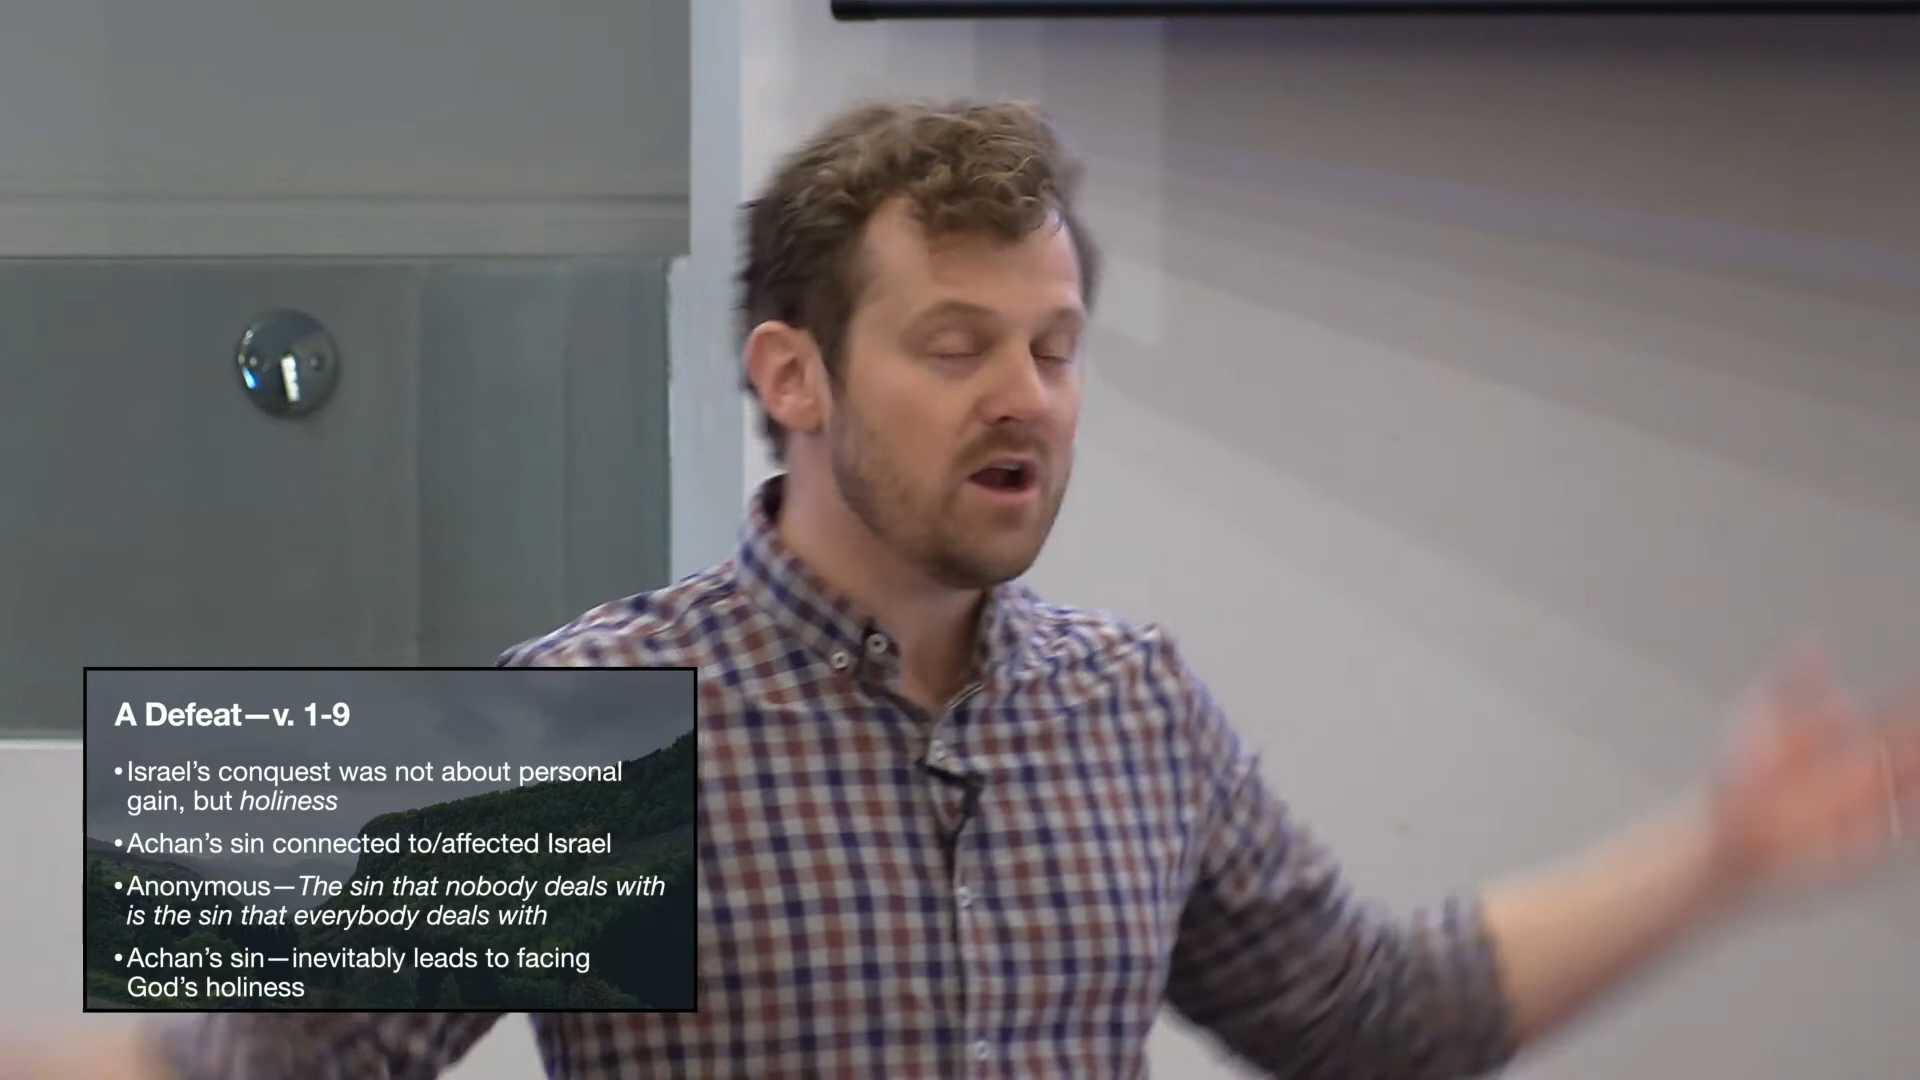 A Defeat—v. 1-9
•Israel’s conquest was not about personal
gain, but holiness
•Achan’s sin connected to/affected Israel
•Anonymous—The sin that nobody deals with
is the sin that everybody deals with
•Achan’s sin—inevitably leads to facing
God’s holiness